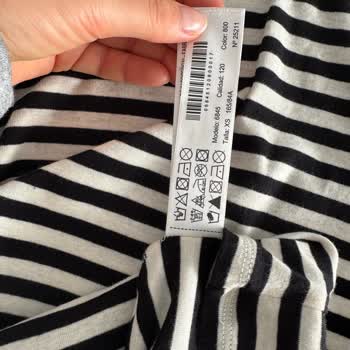 Color: 800
Nº 25211
Modelo: 6845 Calidad: 120
Talla: XS 165/84A